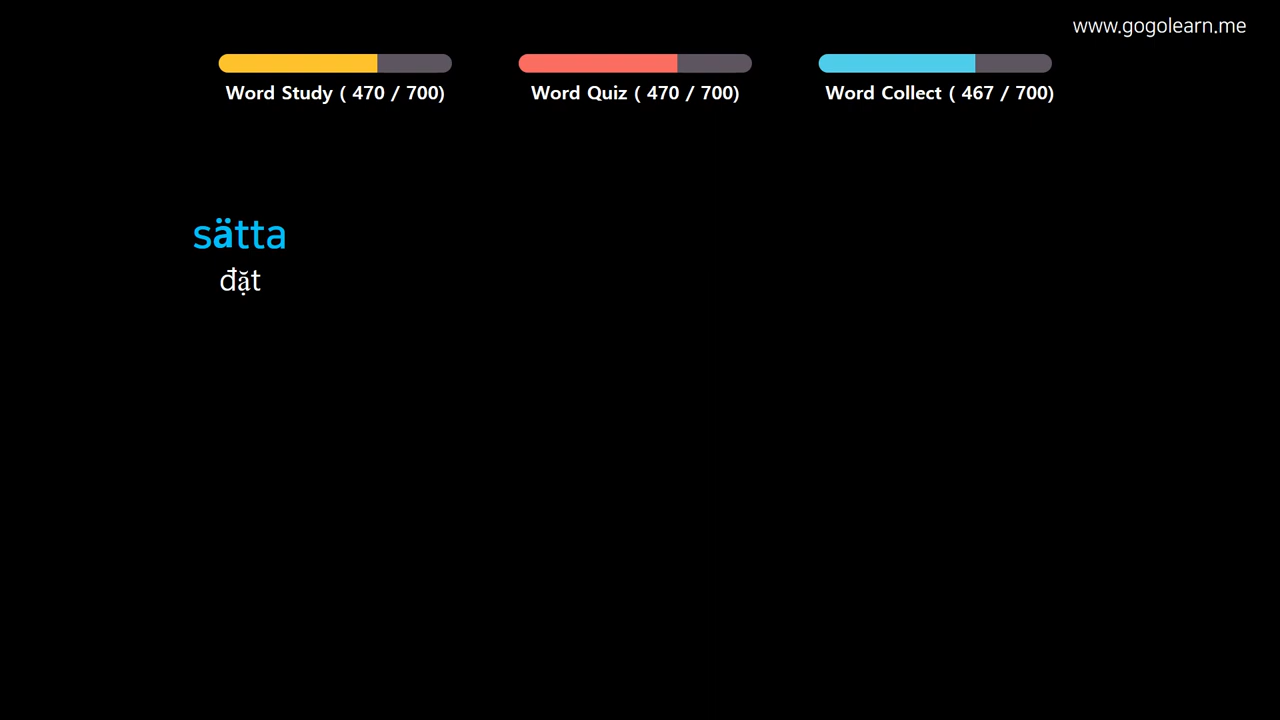 www.gogolearn.me
Word Study ( 470 / 700)
Word Quiz ( 470 / 700)
Word Collect ( 467 / 700)
sätta
đặt